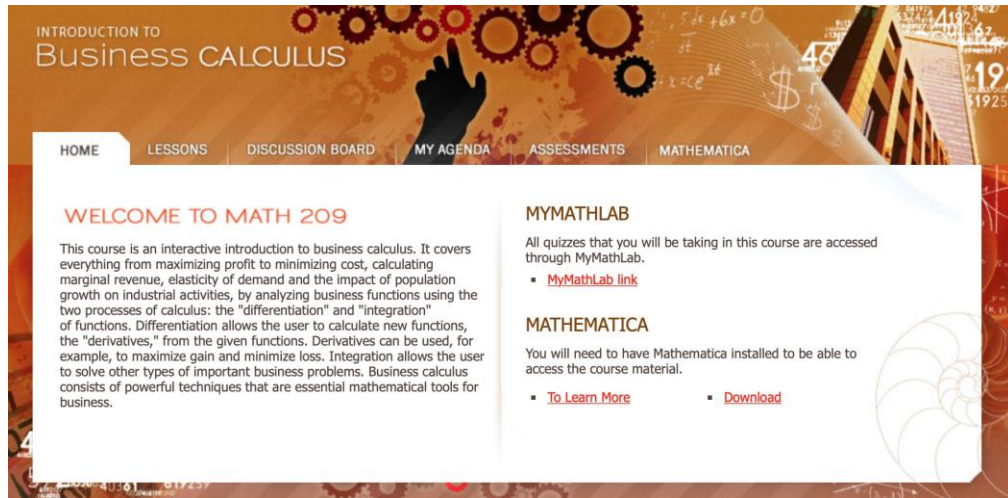 INTRODUCTION TO
Business CALCULUS
HOME
LESSONS
DISCUSSION BOARD
MY AGENDA
ASSESSMENTS
MATHEMATICA
WELCOME TO MATH 209
This course is an interactive introduction to business calculus. It covers
everything from maximizing profit to minimizing cost, calculating
marginal revenue, elasticity of demand and the impact of population
growth on industrial activities, by analyzing business functions using the
two processes of calculus: the "differentiation" and "integration"
of functions. Differentiation allows the user to calculate new functions,
the "derivatives," from the given functions. Derivatives can be used, for
example, to maximize gain and minimize loss. Integration allows the user
to solve other types of important business problems. Business calculus
consists of powerful techniques that are essential mathematical tools for
business.
MYMATHLAB
All quizzes that you will be taking in this course are accessed
through MyMathLab.
▪ MyMathLab link
MATHEMATICA
You will need to have Mathematica installed to be able to
access the course material.
▪ To Learn More
▪ Download